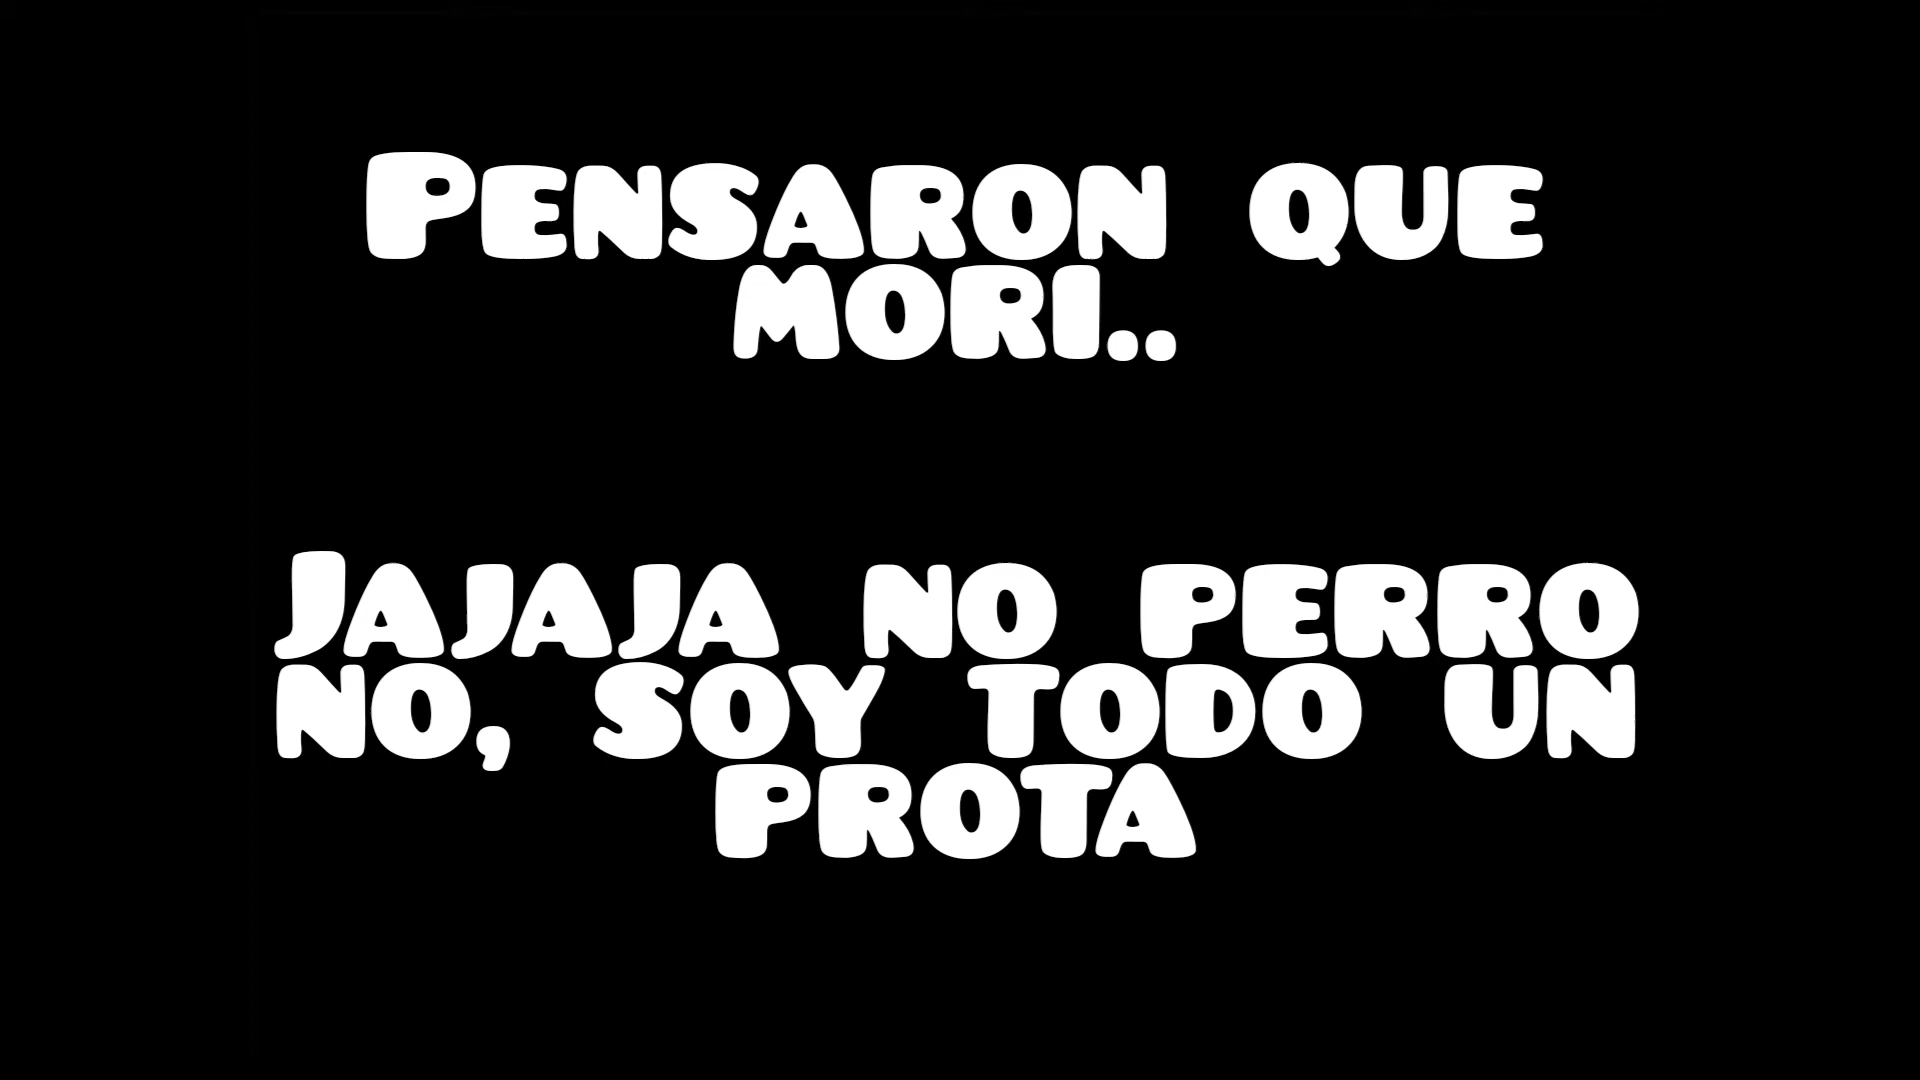 Pensaron que
mori..
Jajaja no perro
no, soy todo un
prota